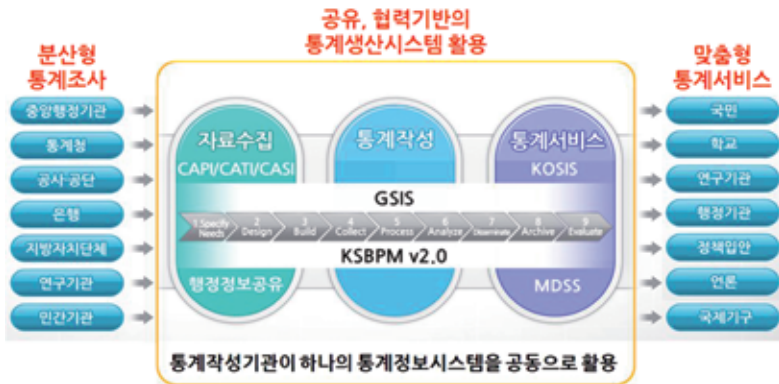 공유, 협력기반의
통계생산시스템 활용
분산형
통계조사
맞춤형
통계서비스
중앙행정기관
통계청
공사·공단
은행
지방자치단체
연구기관
민간기관
자료수집
CAPI/CATI/CASI
통계작성
통계서비스
KOSIS
GSIS
1.Specify
Needs
2
Design
3
Build
4
Collect
5
Process
6
Analyze
7
Disseminate
8
Archive
9
Evaluate
KSBPM v2.0
행정정보공유
MDSS
국민
학교
연구기관
행정기관
정책입안
언론
국제기구
통계작성기관이 하나의 통계정보시스템을 공동으로 활용